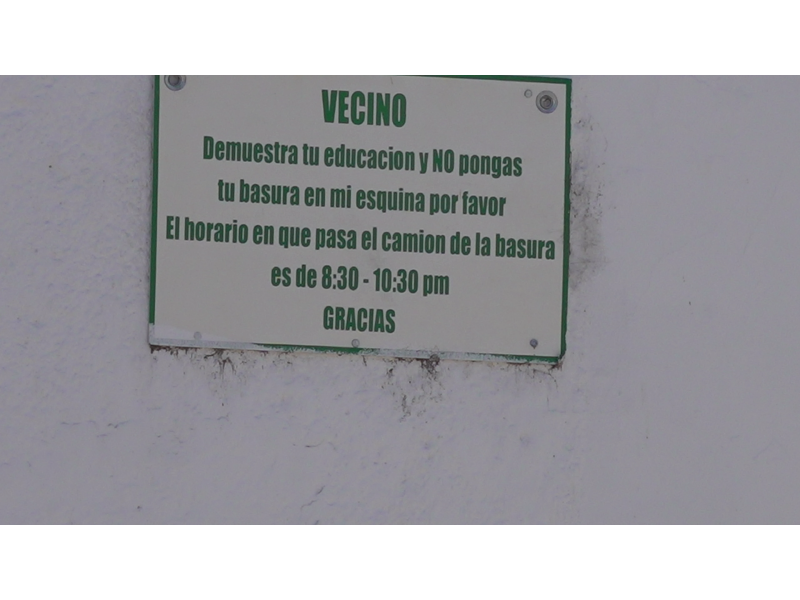 VECINO
Demuestra tu educacion y NO pongas
tu basura en mi esquina por favor
El horario en que pasa el camion de la basura
es de 8:30 - 10:30 pm
GRACIAS